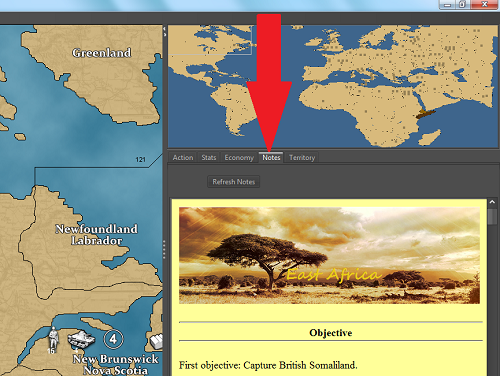 Greenland
121
Action Stats Economy Notes Territory
Refresh Notes
Newfoundland
Labrador
East Africa
Objective
First objective: Capture British Somaliland.
4
New Brunswick
Nova Scotia